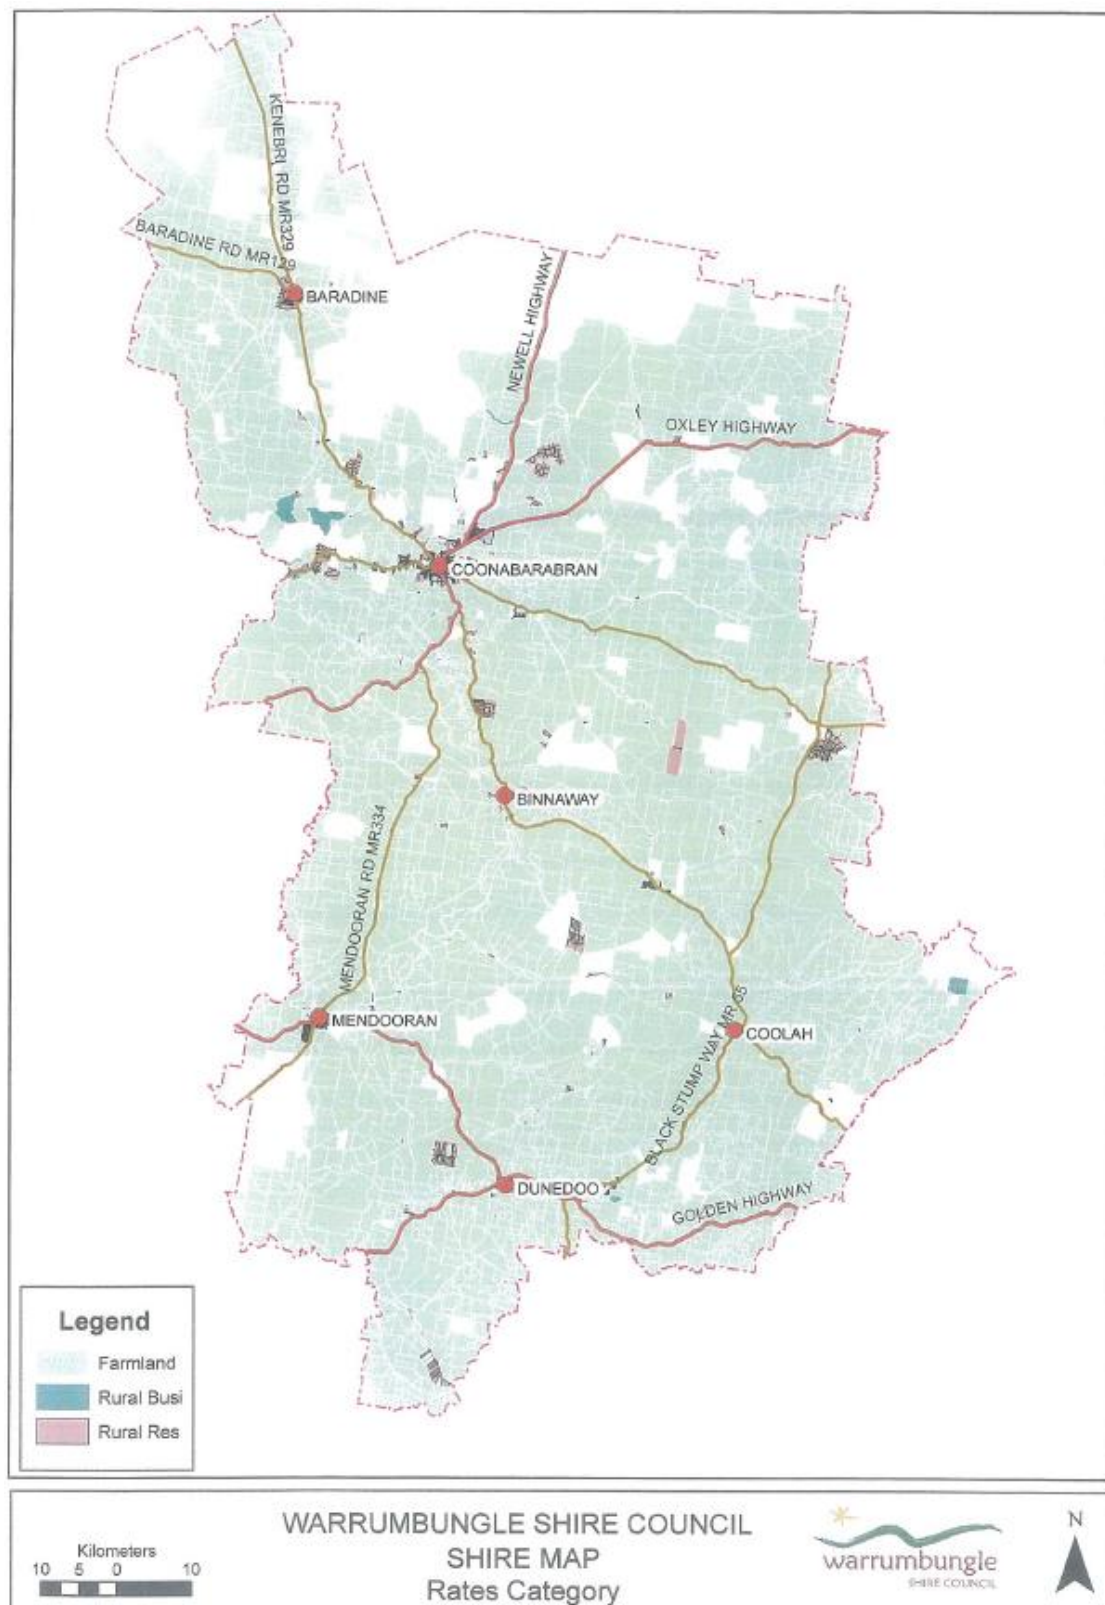 KENEBRI RD MR329
BARADINE RD MR129
BARADINE
NEWELL HIGHWAY
OXLEY HIGHWAY
COONABARABRAN
BINNAWAY
MENDOORAN RD MR334
MENDOORAN
BLACK STUMP WAY MR 55
COOLAH
DUNEDOO
GOLDEN HIGHWAY
Legend
Farmland
Rural Busi
Rural Res
Kilometers
10 5 0 10
WARRUMBUNGLE SHIRE COUNCIL
SHIRE MAP
Rates Category
warrumbungle
SHIRE COUNCIL
N